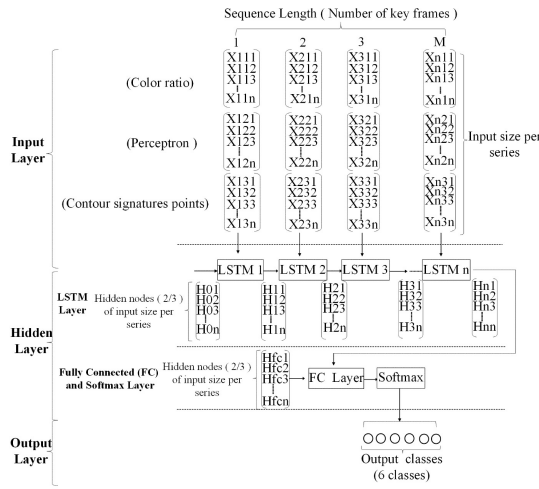 Sequence Length ( Number of key frames )
1 2 3 M
(Color ratio)
X111 X211 X311 Xn11
X112 X212 X312 Xn12
X113 X213 X313 Xn13
X11n X21n X31n Xn1n
Input Layer
(Perceptron )
X121 X221 X321 Xn21
X122 X222 X322 Xn22
X123 X223 X323 Xn23
X12n X22n X32n Xn2n
Input size per
series
(Contour signatures points)
X131 X231 X331 Xn31
X132 X232 X332 Xn32
X133 X233 X333 Xn33
X13n X23n X33n Xn3n
LSTM 1 LSTM 2 LSTM 3 LSTM n
Hidden Layer
LSTM
Layer
Hidden nodes ( 2/3 )
of input size per
series
H01 H11 H21 H31 Hn1
H02 H12 H22 H32 Hn2
H03 H13 H23 H33 Hn3
H0n H1n H2n H3n Hnn
Fully Connected (FC)
and Softmax Layer
Hidden nodes ( 2/3 )
of input size per
series
Hfc1
Hfc2
Hfc3
Hfcn
FC Layer Softmax
Output
Layer
Output classes
(6 classes)